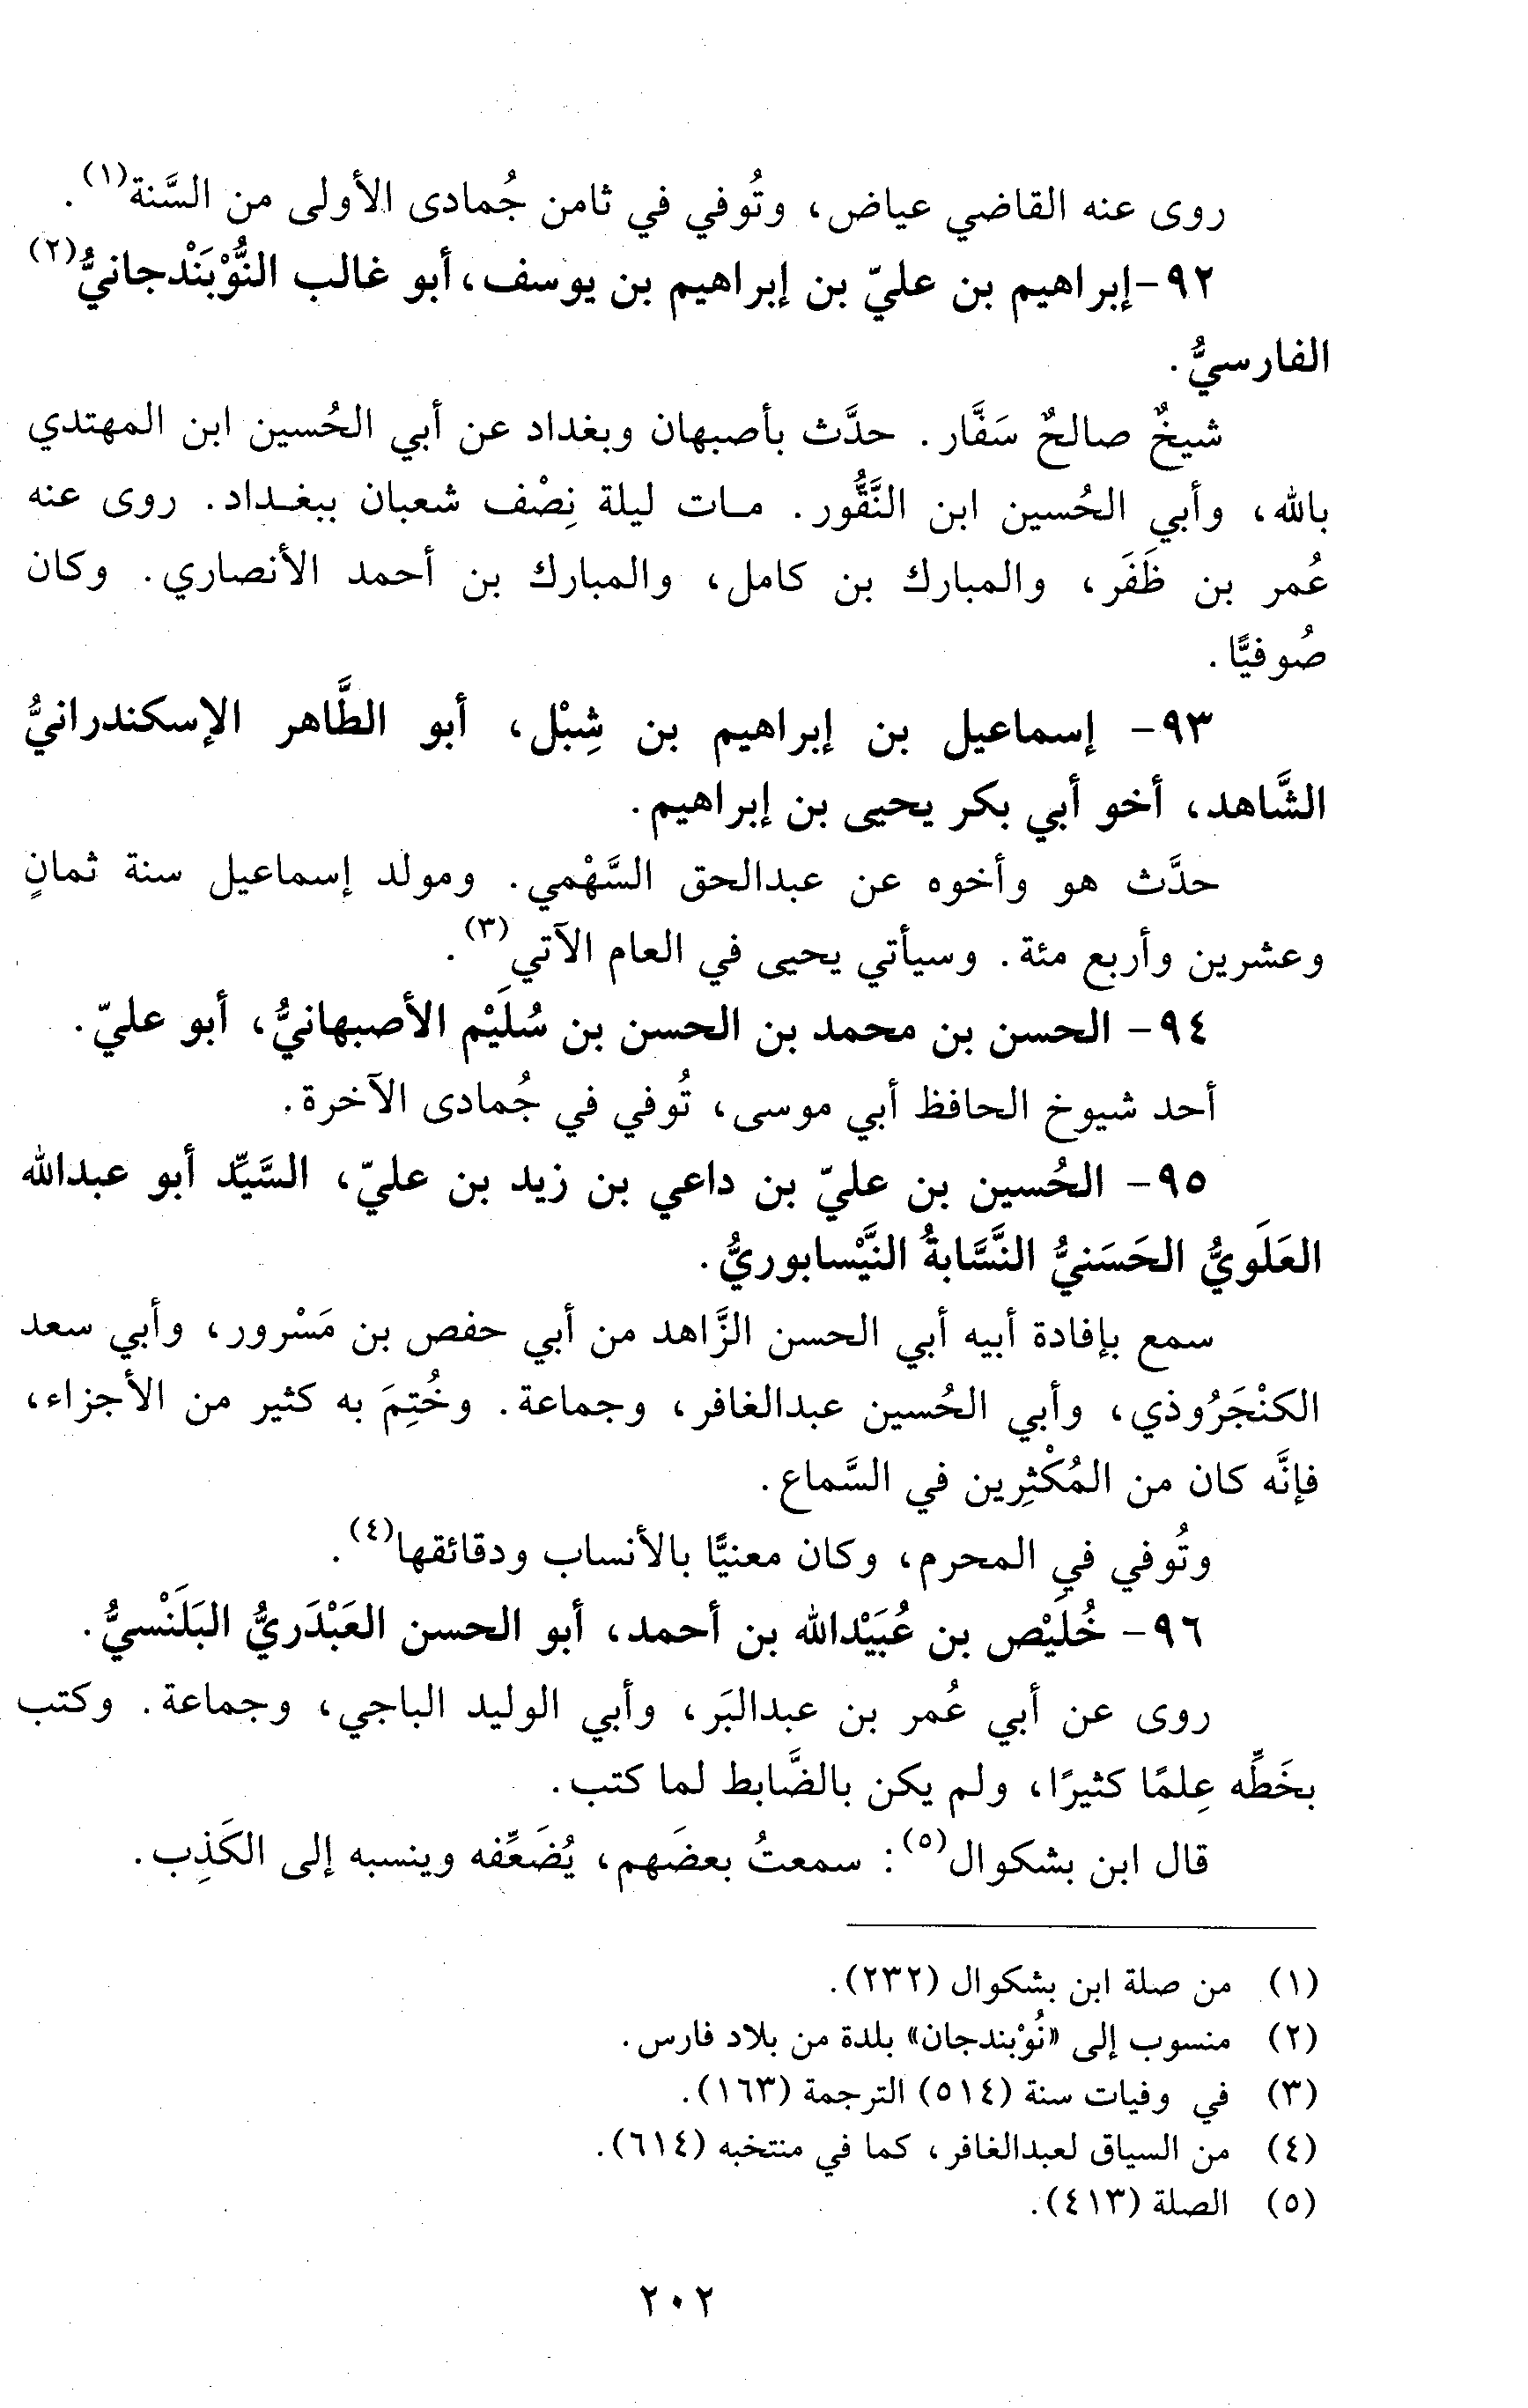 روى عنه القاضي عياض، وتُوفي في ثامن جُمادى الأولى من السَّنة(١).
٩٢-إبراهيم بن عليّ بن إبراهيم بن يوسف، أبو غالب النُّوْبَنْدجانيُّ(٢)
الفارسيُّ.
شيخٌ صالحٌ سَفَّار. حدَّث بأصبهان وبغداد عن أبي الحُسين ابن المهتدي
بالله، وأبي الحُسين ابن النَّقُّور. مات ليلة نِصْف شعبان ببغداد. روى عنه
عُمر بن ظَفَر، والمبارك بن كامل، والمبارك بن أحمد الأنصاري. وكان
صُوفيًّا.
٩٣- إسماعيل بن إبراهيم بن شِبْل، أبو الطَّاهر الإسكندرانيُّ
الشَّاهد، أخو أبي بكر يحيى بن إبراهيم.
حدَّث هو وأخوه عن عبدالحق السَّهْمي. ومولد إسماعيل سنة ثمانٍ
وعشرين وأربع مئة. وسيأتي يحيى في العام الآتي(٣).
٩٤- الحسن بن محمد بن الحسن بن سُلَيْم الأصبهانيُّ، أبو عليّ.
أحد شيوخ الحافظ أبي موسى، تُوفي في جُمادى الآخرة.
٩٥- الحُسين بن عليّ بن داعي بن زيد بن عليّ، السَّيِّد أبو عبدالله
العَلَويُّ الحَسَنيُّ النَّسَّابةُ النَّيْسابوريُّ.
سمع بإفادة أبيه أبي الحسن الزَّاهد من أبي حفص بن مَسْرور، وأبي سعد
الكنْجَرُوذي، وأبي الحُسين عبدالغافر، وجماعة. وخُتِمَ به كثير من الأجزاء،
فإنَّه كان من المُكْثِرين في السَّماع.
وتُوفي في المحرم، وكان معنيًّا بالأنساب ودقائقها(٤).
٩٦- خُلَيْص بن عُبَيْدالله بن أحمد، أبو الحسن العَبْدَريُّ البَلَنْسيُّ.
روى عن أبي عُمر بن عبدالبَر، وأبي الوليد الباجي، وجماعة. وكتب
بخَطِّه عِلمًا كثيرًا، ولم يكن بالضَّابط لما كتب.
قال ابن بشكوال(٥): سمعتُ بعضَهم، يُضَعِّفه وينسبه إلى الكَذِب.
(١) من صلة ابن بشكوال (٢٣٢).
(٢) منسوب إلى «نُوْبندجان» بلدة من بلاد فارس.
(٣) في وفيات سنة (٥١٤) الترجمة (١٦٣).
(٤) من السياق لعبدالغافر، كما في منتخبه (٦١٤).
(٥) الصلة (٤١٣).
٢٠٢